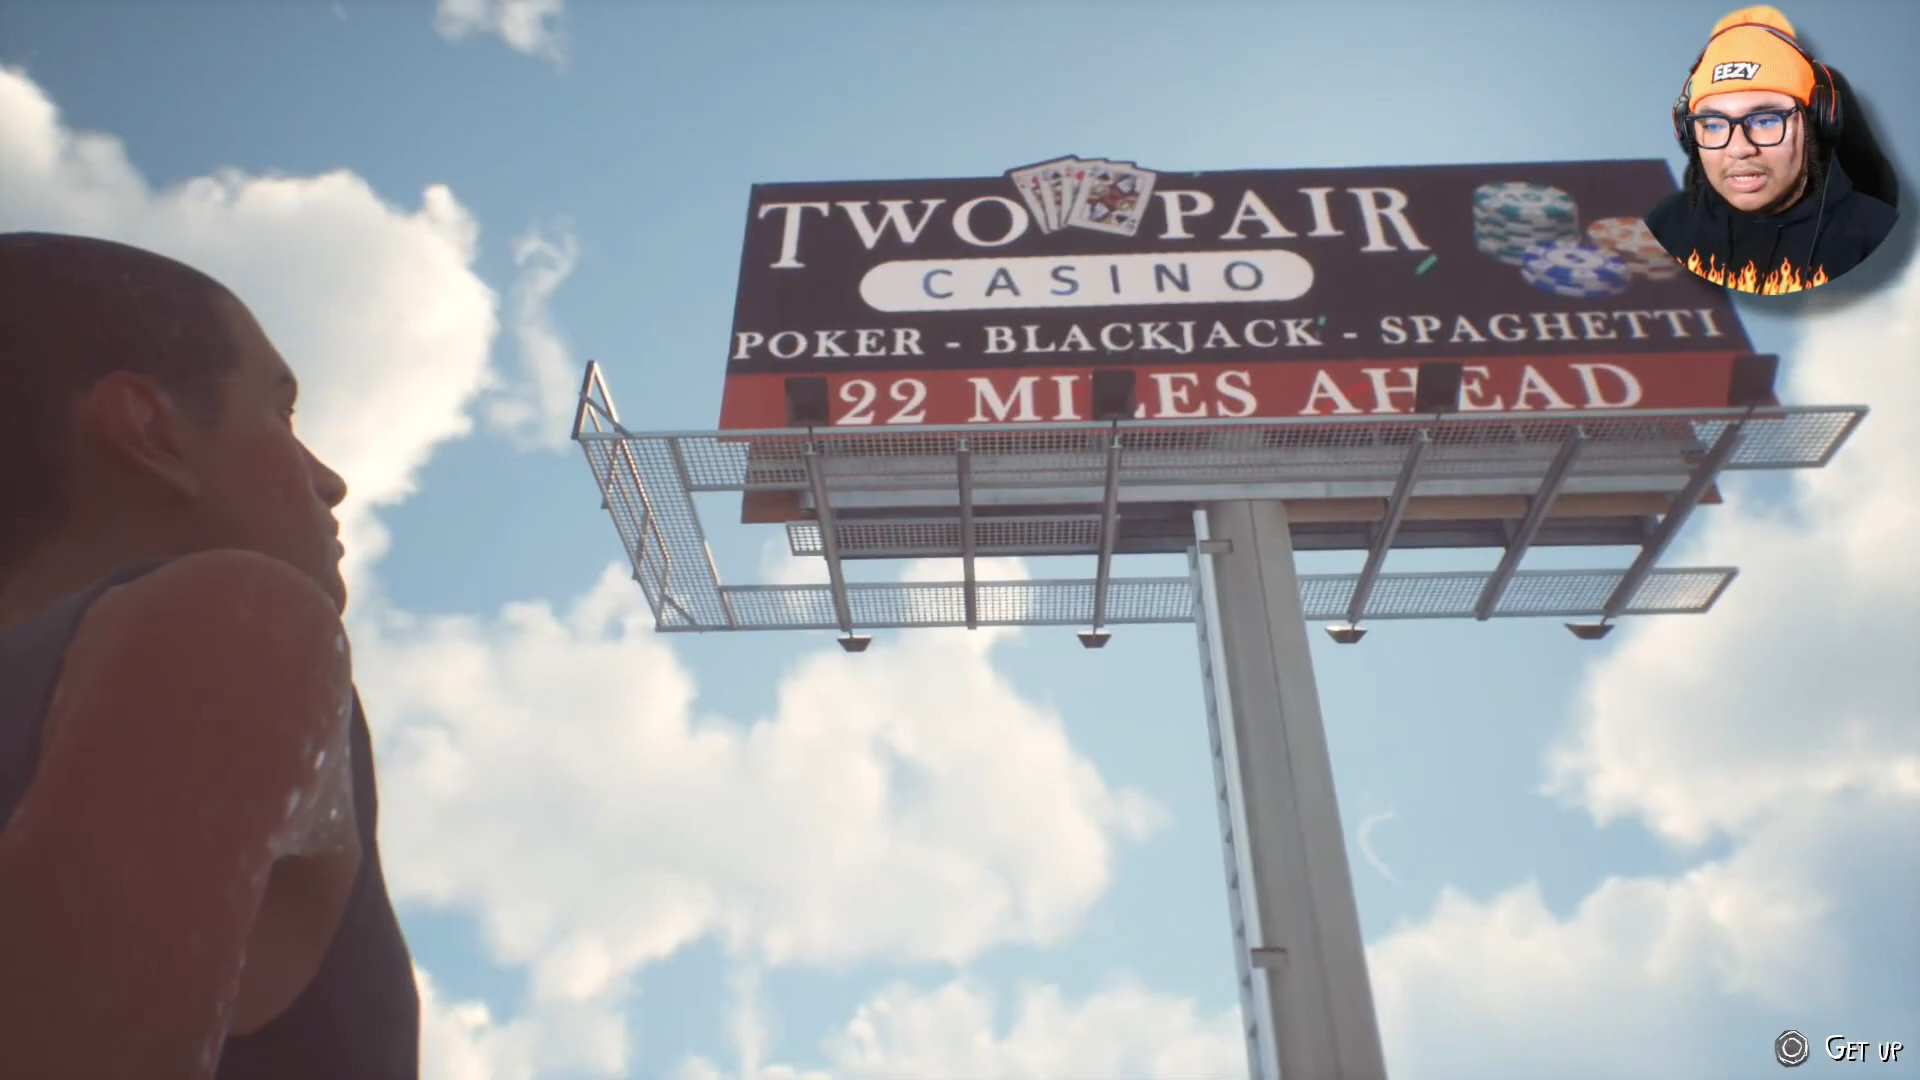 EEZY
TWO PAIR
CASINO
POKER - BLACKJACK - SPAGHETTI
22 MILES AHEAD
GET UP